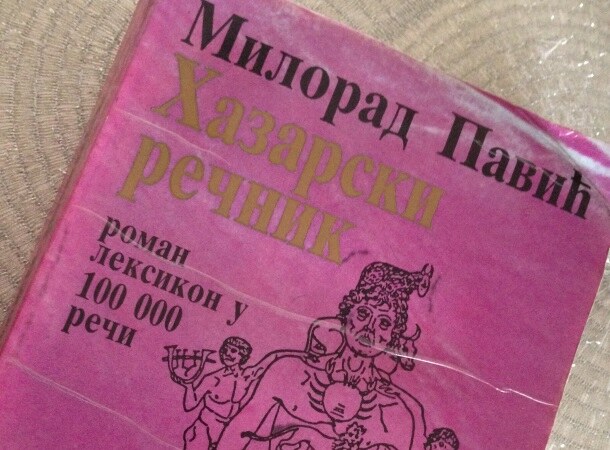 Милорад Павић
Хазарски
речник
роман
лексикон у
100 000
речи